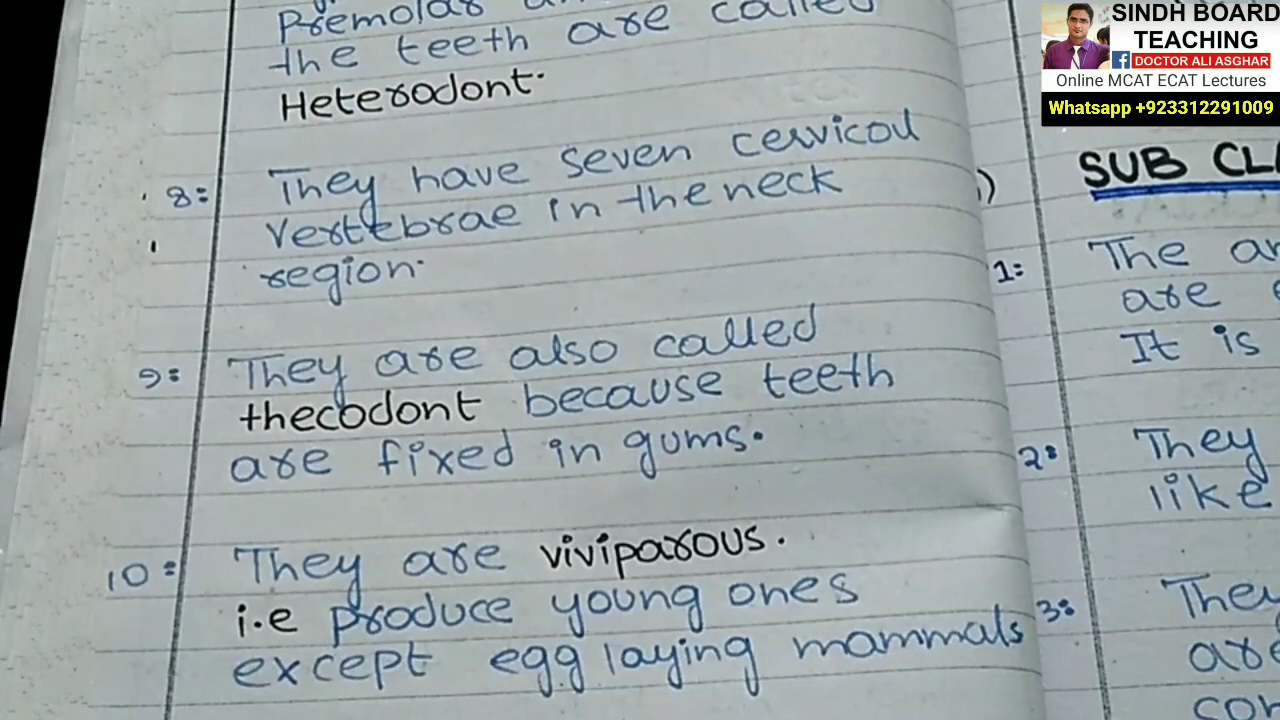 Premolar
the teeth are called
Heterodont.
8: They have seven cervical
vertebrae in the neck
region.
9: They are also called
thecodont because teeth
are fixed in gums.
10: They are viviparous.
i.e produce young ones
except egg laying mammals
SINDH BOARD
TEACHING
DOCTOR ALI ASGHAR
Online MCAT ECAT Lectures
Whatsapp +923312291009
i)
SUB CLA
1: The
are
It is
2: They
like
3: They
are
con